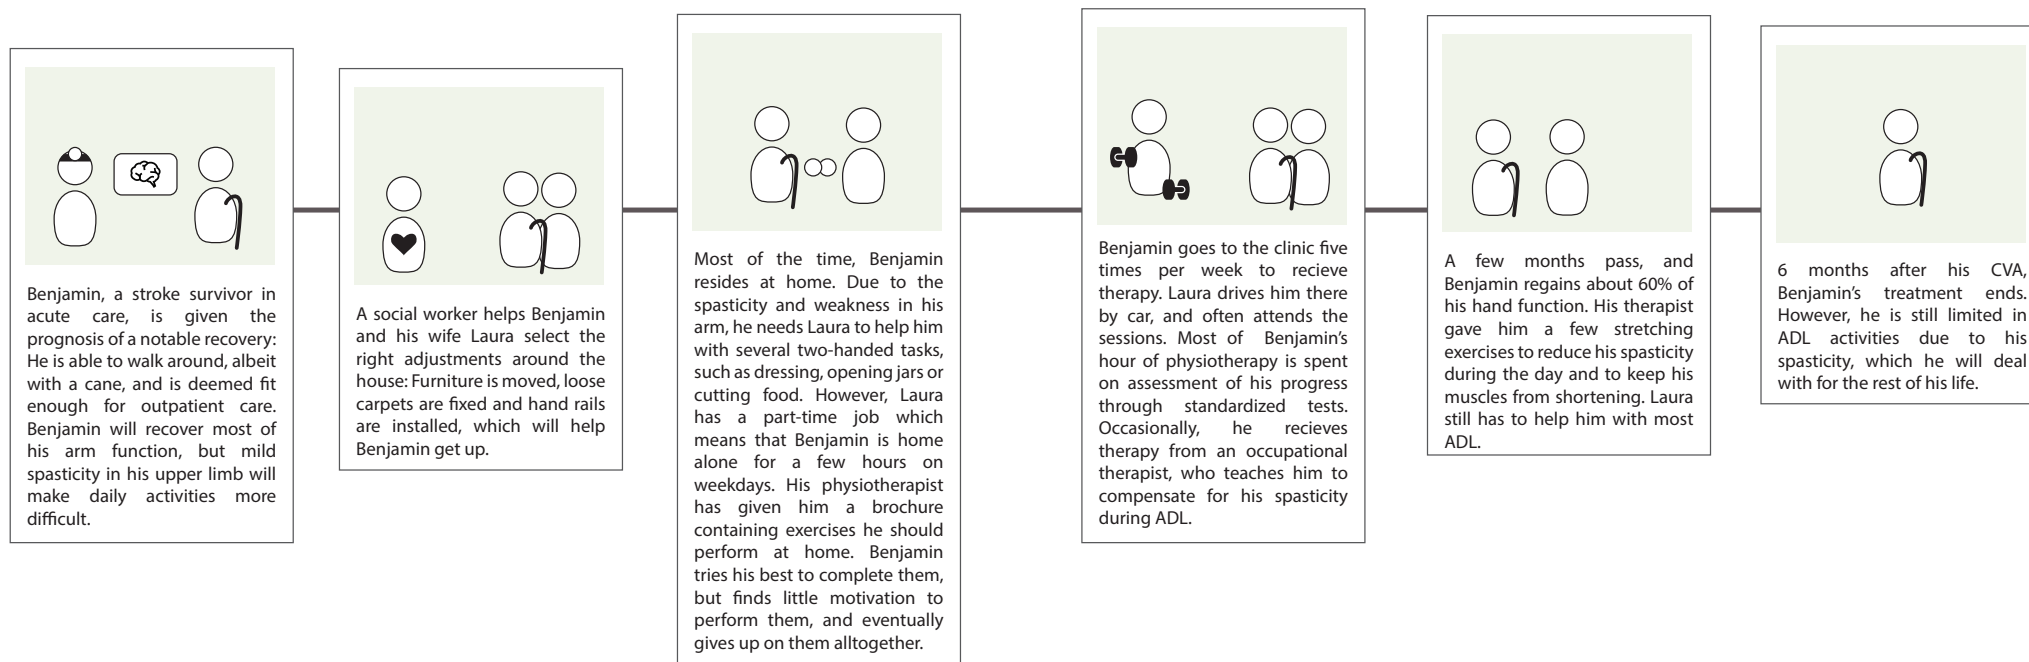 Benjamin, a stroke survivor in
acute care, is given the
prognosis of a notable recovery:
He is able to walk around, albeit
with a cane, and is deemed fit
enough for outpatient care.
Benjamin will recover most of
his arm function, but mild
spasticity in his upper limb will
make daily activities more
difficult.
A social worker helps Benjamin
and his wife Laura select the
right adjustments around the
house: Furniture is moved, loose
carpets are fixed and hand rails
are installed, which will help
Benjamin get up.
Most of the time, Benjamin
resides at home. Due to the
spasticity and weakness in his
arm, he needs Laura to help him
with several two-handed tasks,
such as dressing, opening jars or
cutting food. However, Laura
has a part-time job which
means that Benjamin is home
alone for a few hours on
weekdays. His physiotherapist
has given him a brochure
containing exercises he should
perform at home. Benjamin
tries his best to complete them,
but finds little motivation to
perform them, and eventually
gives up on them alltogether.
Benjamin goes to the clinic five
times per week to recieve
therapy. Laura drives him there
by car, and often attends the
sessions. Most of Benjamin's
hour of physiotherapy is spent
on assessment of his progress
through standardized tests.
Occasionally, he recieves
therapy from an occupational
therapist, who teaches him to
compensate for his spasticity
during ADL.
A few months pass, and
Benjamin regains about 60% of
his hand function. His therapist
gave him a few stretching
exercises to reduce his spasticity
during the day and to keep his
muscles from shortening. Laura
still has to help him with most
ADL.
6 months after his CVA,
Benjamin's treatment ends.
However, he is still limited in
ADL activities due to his
spasticity, which he will deal
with for the rest of his life.